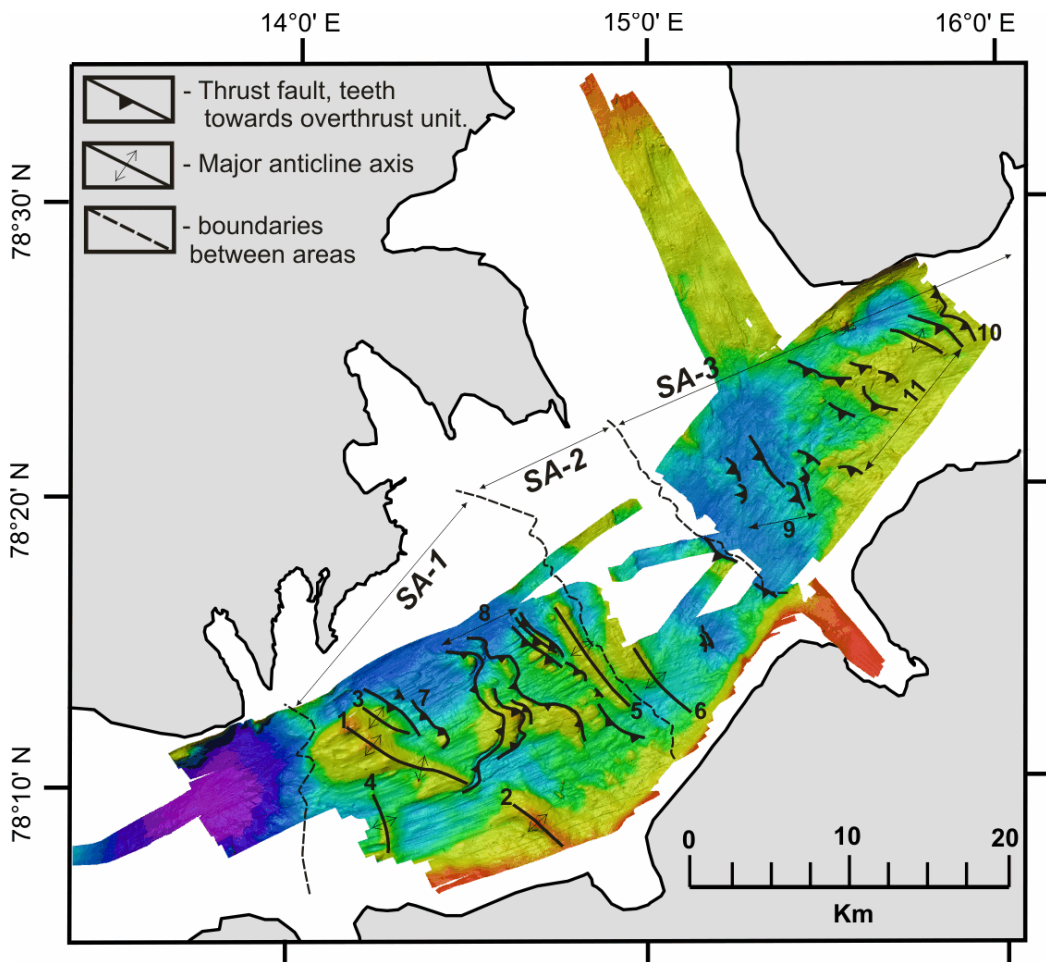 14°0' E
15°0' E
16°0' E
- Thrust fault, teeth
towards overthrust unit.
- Major anticline axis
- boundaries
between areas
78°30' N
78°20' N
78°10' N
SA-3
SA-2
SA-1
10
11
9
8
7
3
1
4
2
5
6
0
10
20
Km